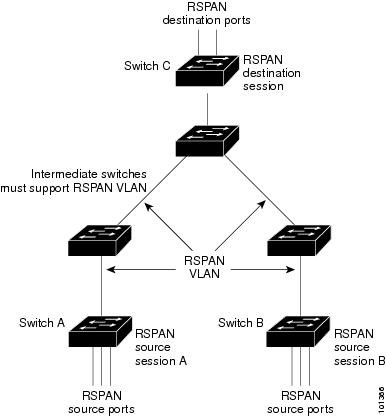 RSPAN
destination ports
Switch C
RSPAN
destination
session
Intermediate switches
must support RSPAN VLAN
RSPAN
VLAN
Switch A
RSPAN
source
session A
Switch B
RSPAN
source
session B
RSPAN
source ports
RSPAN
source ports
101366